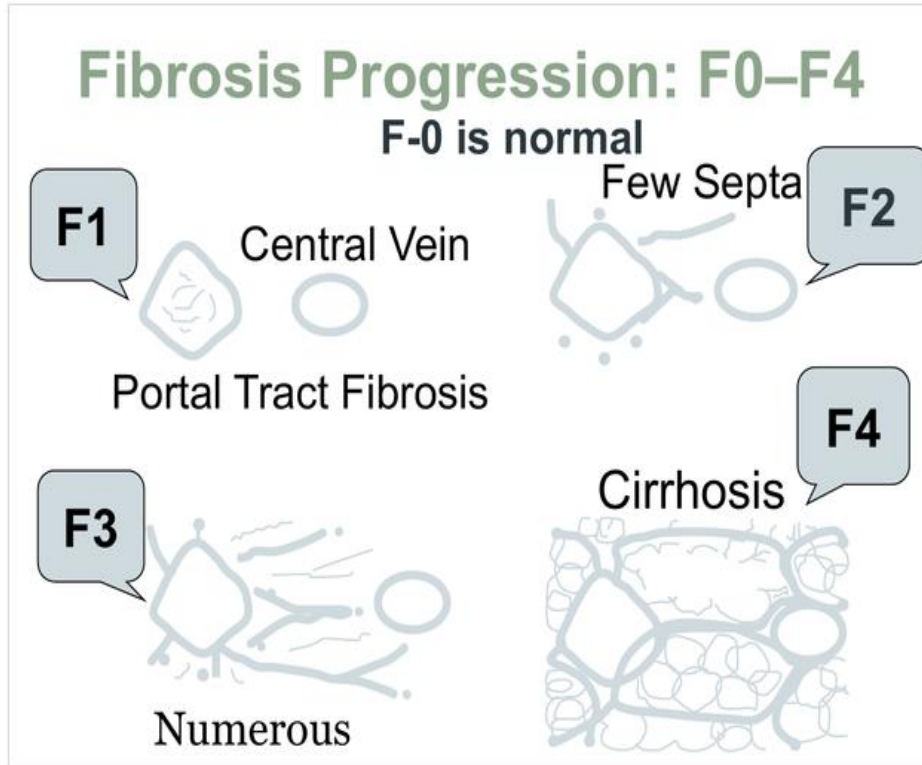 Fibrosis Progression: F0–F4
F-0 is normal
F1
Central Vein
Portal Tract Fibrosis
Few Septa
F2
F3
Numerous
F4
Cirrhosis